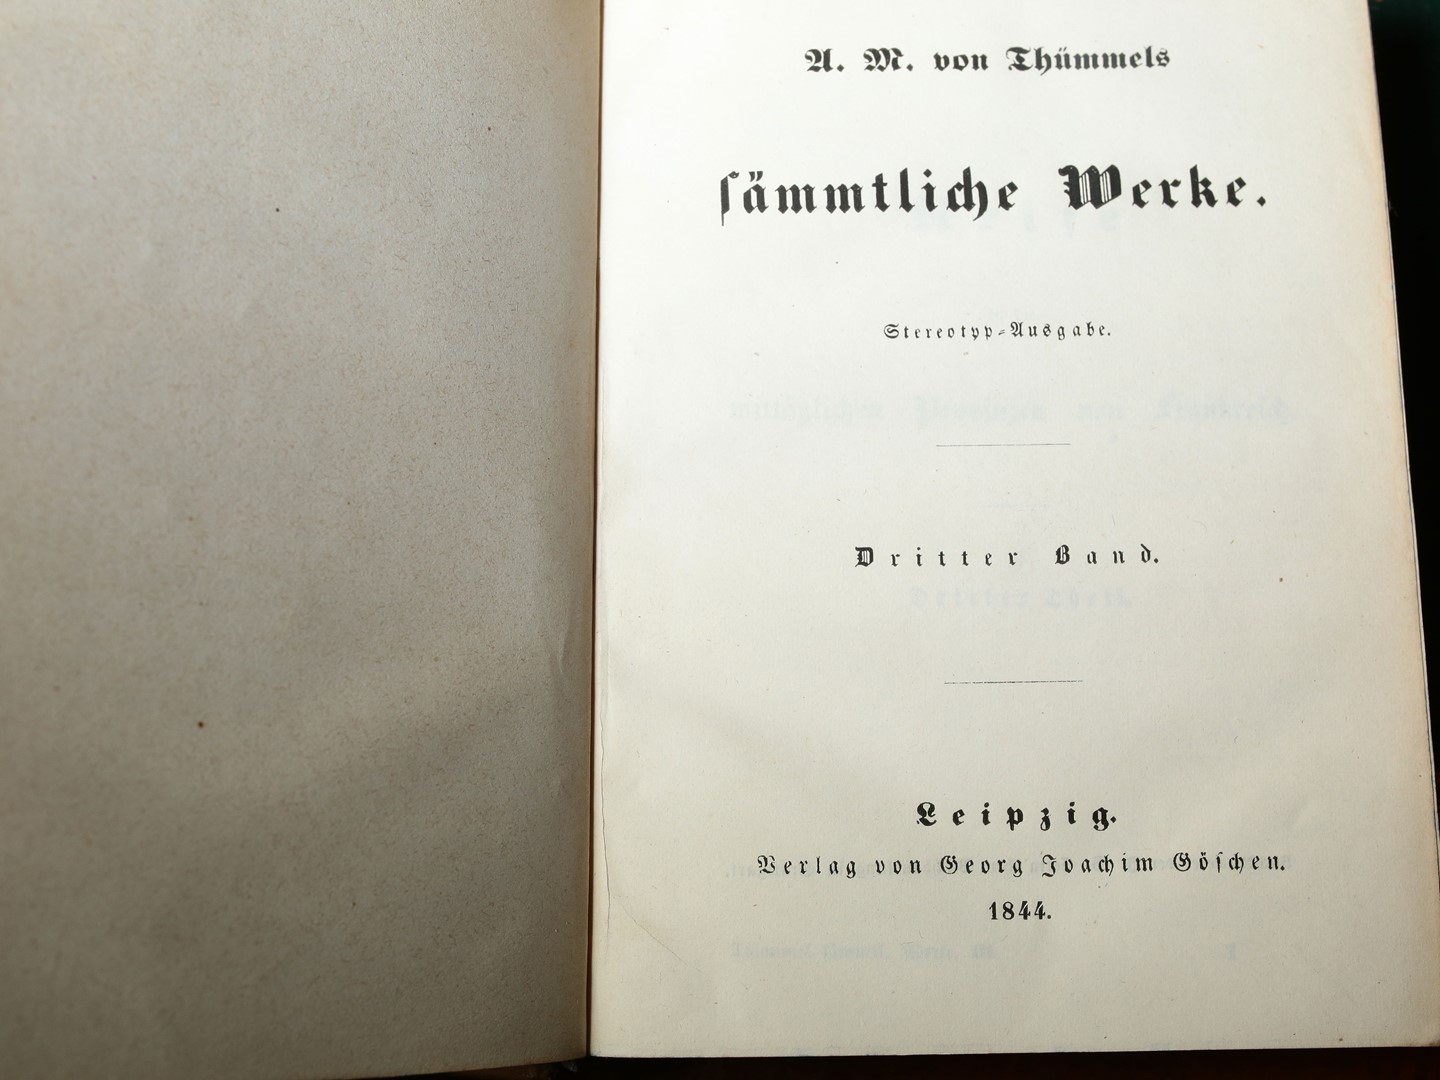 A. M. von Thümmels
ſämmtliche Werke.
Stereotyp-Ausgabe.
Dritter Band.
Leipzig.
Verlag von Georg Joachim Göſchen.
1844.